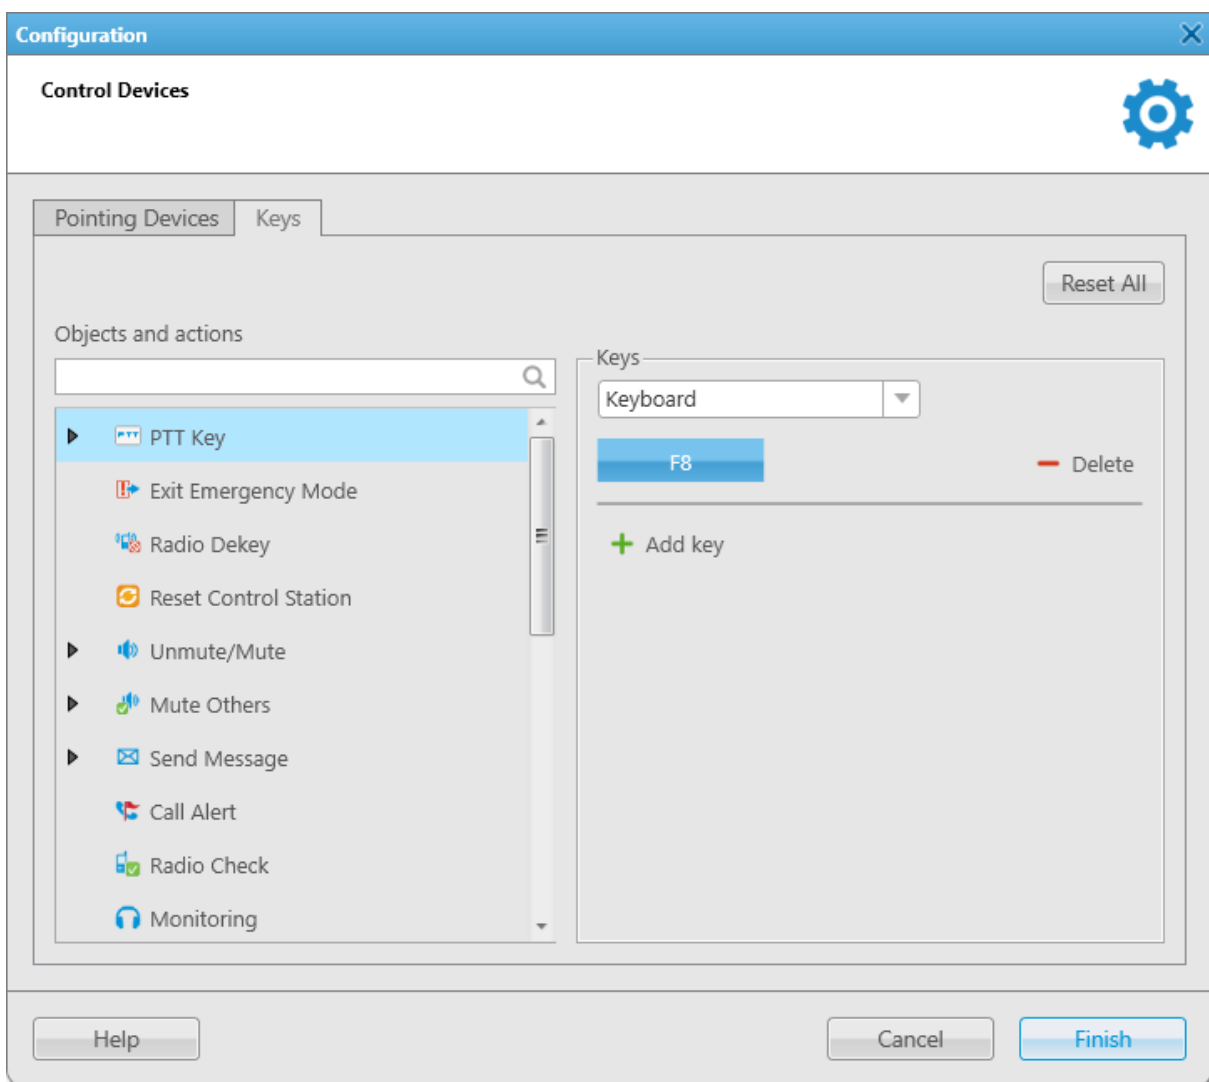 Configuration
Control Devices
Pointing Devices
Keys
Reset All
Objects and actions
PTT Key
Exit Emergency Mode
Radio Dekey
Reset Control Station
Unmute/Mute
Mute Others
Send Message
Call Alert
Radio Check
Monitoring
Keys
Keyboard
F8
Delete
Add key
Help
Cancel
Finish